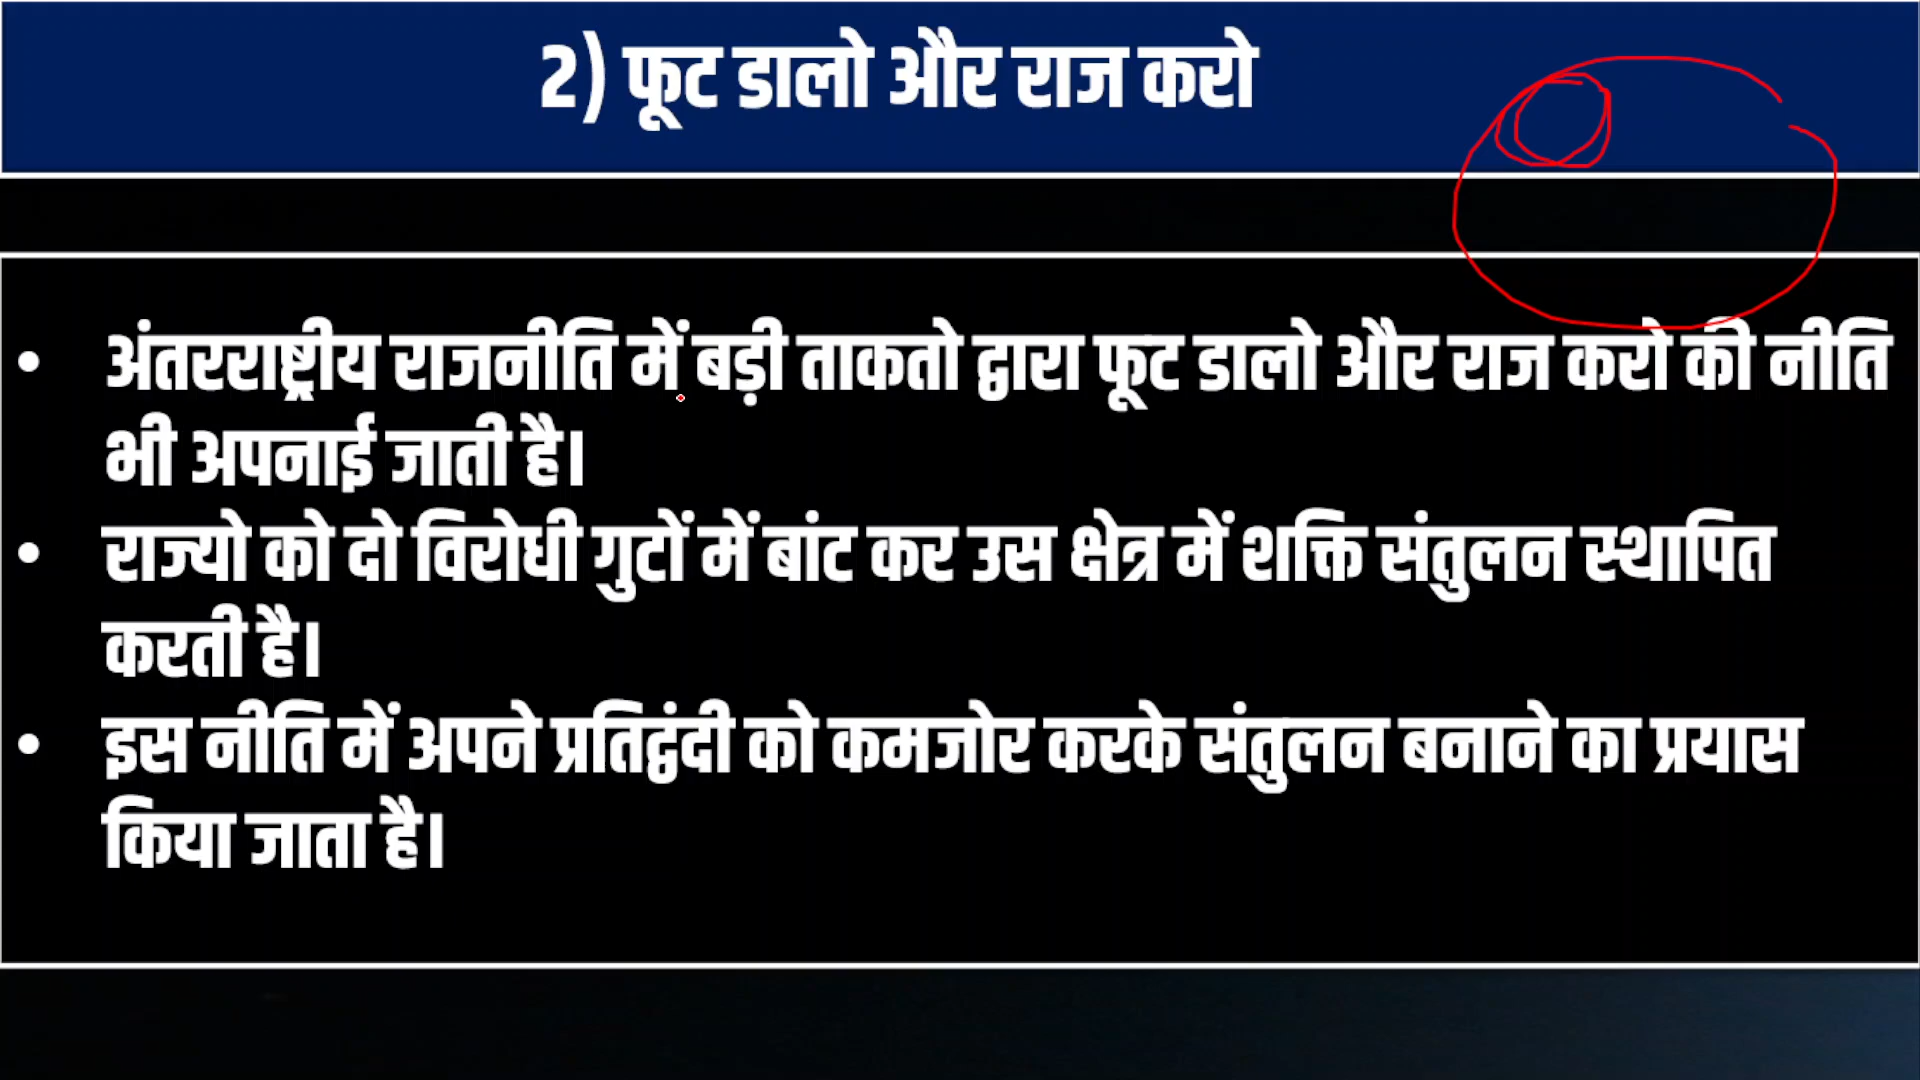 2) फूट डालो और राज करो
• अंतरराष्ट्रीय राजनीति में बड़ी ताकतो द्वारा फूट डालो और राज करो की नीति
भी अपनाई जाती है।
• राज्यो को दो विरोधी गुटों में बांट कर उस क्षेत्र में शक्ति संतुलन स्थापित
करती है।
• इस नीति में अपने प्रतिद्वंदी को कमजोर करके संतुलन बनाने का प्रयास
किया जाता है।